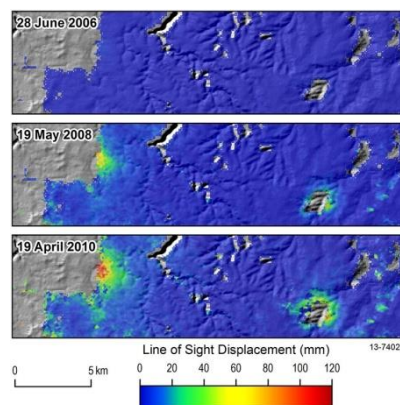 28 June 2006
19 May 2008
19 April 2010
13-7402
Line of Sight Displacement (mm)
0 5 km
0 20 40 60 80 100 120